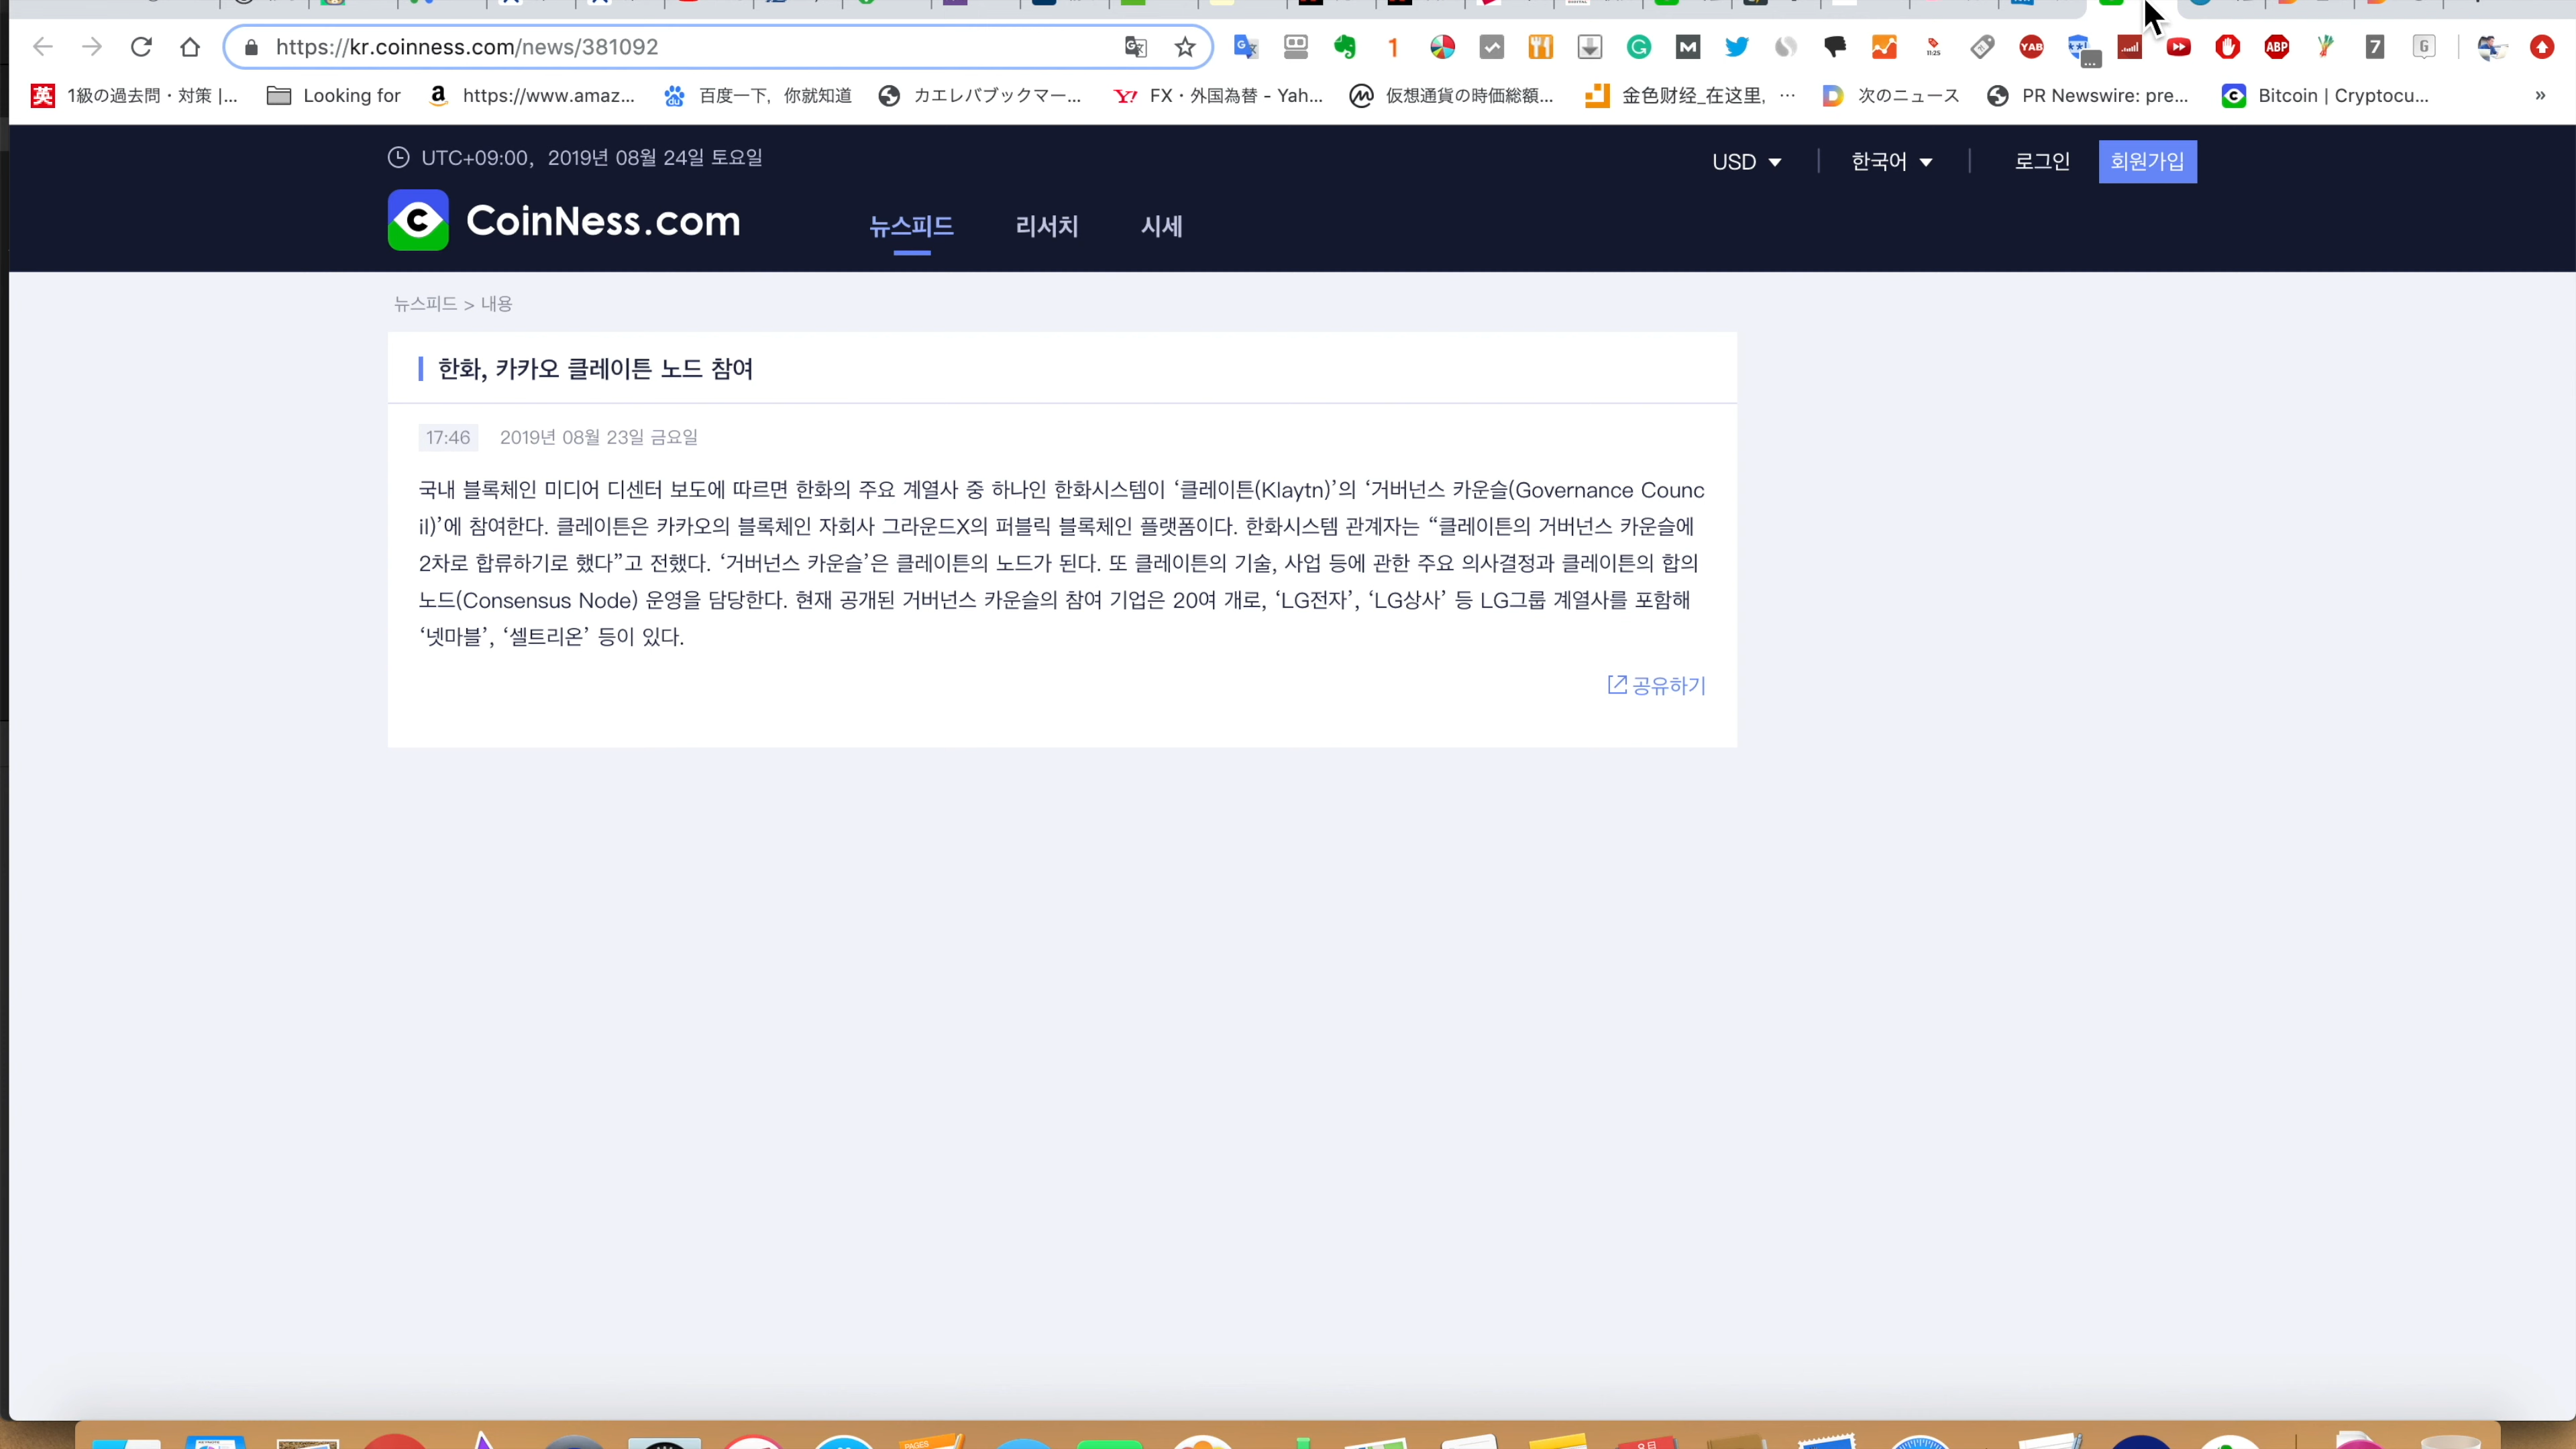 https://kr.coinness.com/news/381092
1級の過去問・対策 |...
Looking for
https://www.amaz...
百度一下，你就知道
カエレバブックマー...
FX・外国為替 - Yah...
仮想通貨の時価総額...
金色财经_在这里, ...
次のニュース
PR Newswire: pre...
Bitcoin | Cryptocu...
»
UTC+09:00, 2019년 08월 24일 토요일
USD
한국어
로그인
회원가입
CoinNess.com
뉴스피드
리서치
시세
뉴스피드 > 내용
한화, 카카오 클레이튼 노드 참여
17:46 2019년 08월 23일 금요일
국내 블록체인 미디어 디센터 보도에 따르면 한화의 주요 계열사 중 하나인 한화시스템이 ‘클레이튼(Klaytn)’의 ‘거버넌스 카운슬(Governance Counc
il)’에 참여한다. 클레이튼은 카카오의 블록체인 자회사 그라운드X의 퍼블릭 블록체인 플랫폼이다. 한화시스템 관계자는 “클레이튼의 거버넌스 카운슬에
2차로 합류하기로 했다”고 전했다. ‘거버넌스 카운슬’은 클레이튼의 노드가 된다. 또 클레이튼의 기술, 사업 등에 관한 주요 의사결정과 클레이튼의 합의
노드(Consensus Node) 운영을 담당한다. 현재 공개된 거버넌스 카운슬의 참여 기업은 20여 개로, ‘LG전자’, ‘LG상사’ 등 LG그룹 계열사를 포함해
‘넷마블’, ‘셀트리온’ 등이 있다.
공유하기
PAGES
8月